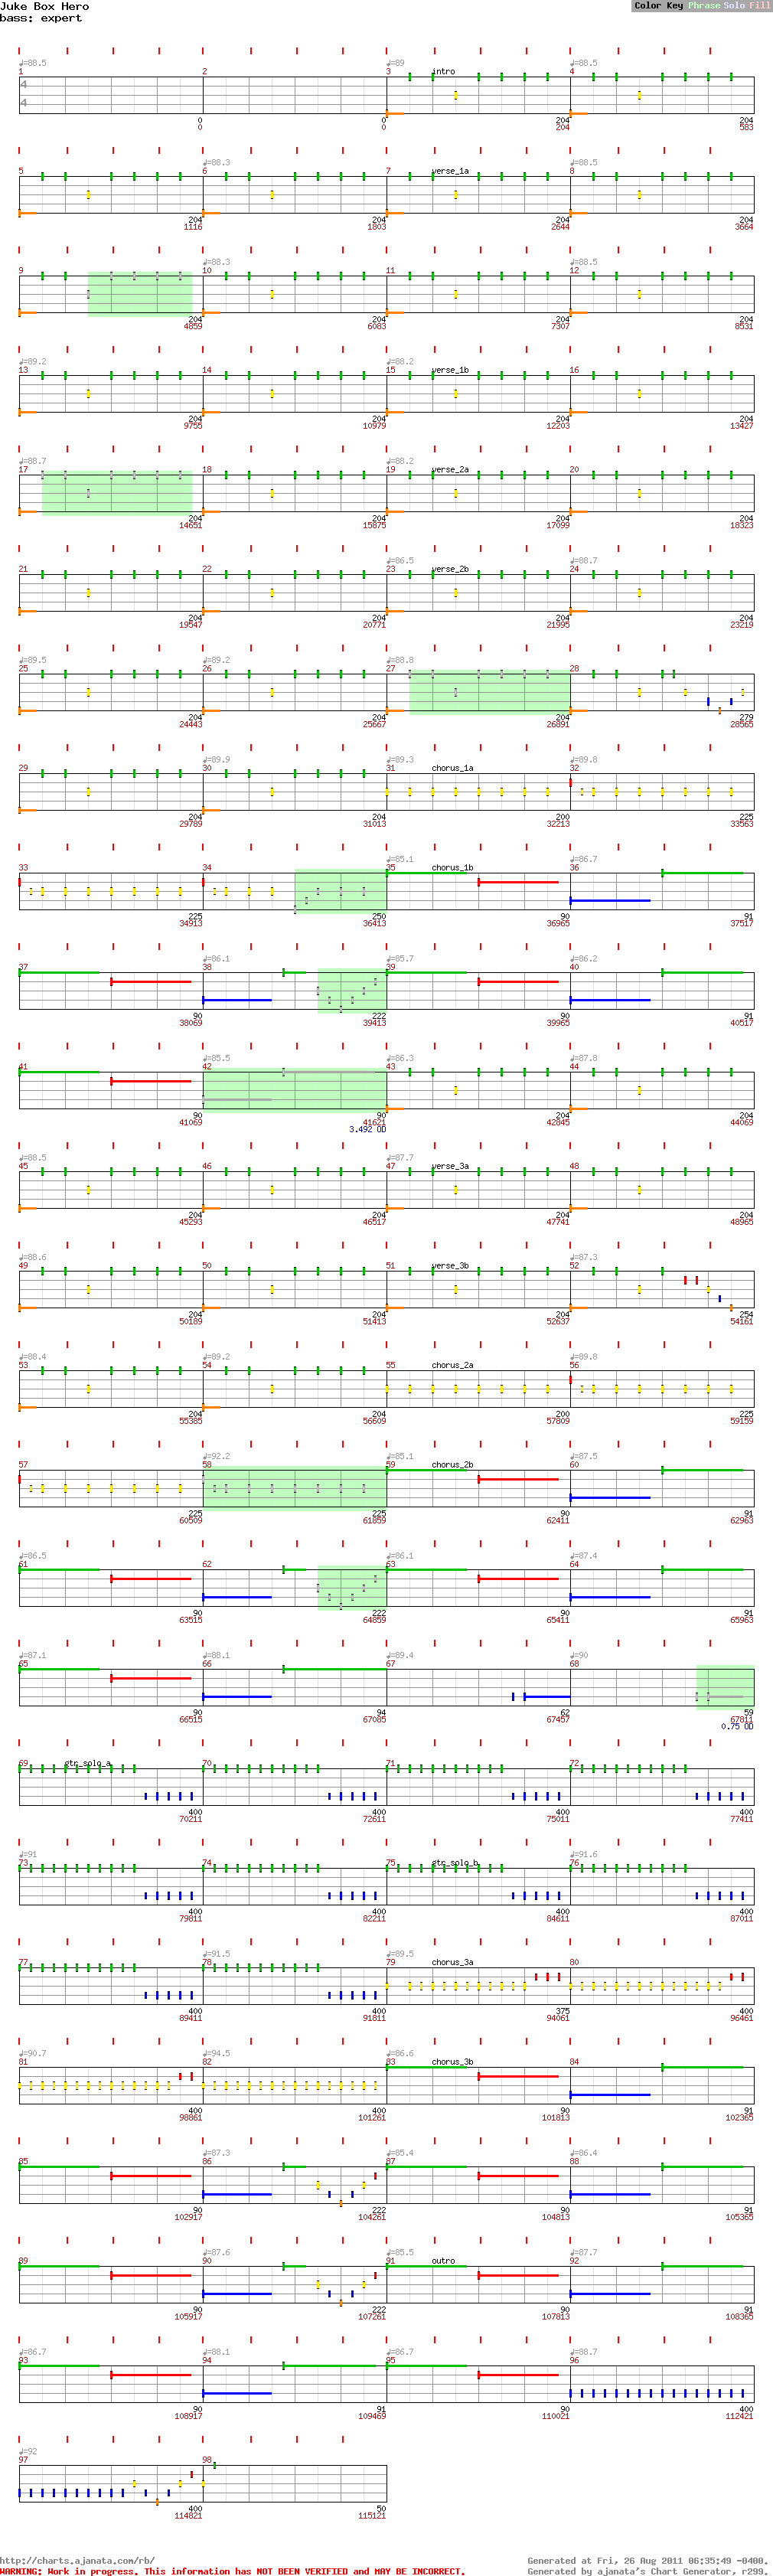 Juke Box Hero
Color Key Phrase Solo Fill
bass: expert
♩=88.5 ♩=89 ♩=88.5
1 2 3 intro 4
4
4
0 0 204 204
0 0 204 583
♩=88.3 ♩=88.5
5 6 7 verse_1a 8
204 204 204 204
1116 1803 2644 3664
♩=88.3 ♩=88.5
9 10 11 12
204 204 204 204
4859 6083 7307 8531
♩=89.2 ♩=88.2
13 14 15 verse_1b 16
204 204 204 204
9755 10979 12203 13427
♩=88.7 ♩=88.2
17 18 19 verse_2a 20
204 204 204 204
14651 15875 17099 18323
♩=86.5 ♩=88.7
21 22 23 verse_2b 24
204 204 204 204
19547 20771 21995 23219
♩=89.5 ♩=89.2 ♩=88.8
25 26 27 28
204 204 204 279
24443 25667 26891 28565
♩=89.9 ♩=89.3 ♩=89.8
29 30 31 chorus_1a 32
204 204 200 225
29789 31013 32213 33563
♩=85.1 ♩=86.7
33 34 35 chorus_1b 36
225 250 90 91
34913 36413 36965 37517
♩=86.1 ♩=85.7 ♩=86.2
37 38 39 40
90 222 90 91
38069 39413 39965 40517
♩=85.5 ♩=86.3 ♩=87.8
41 42 43 44
90 90 204 204
41069 41621 42845 44069
3.492 OD
♩=88.5 ♩=87.7
45 46 47 verse_3a 48
204 204 204 204
45293 46517 47741 48965
♩=88.6 ♩=87.3
49 50 51 verse_3b 52
204 204 204 254
50189 51413 52637 54161
♩=88.4 ♩=89.2 ♩=89.8
53 54 55 chorus_2a 56
204 204 200 225
55385 56609 57809 59159
♩=92.2 ♩=85.1 ♩=87.5
57 58 59 chorus_2b 60
225 225 90 91
60509 61859 62411 62963
♩=86.5 ♩=86.1 ♩=87.4
61 62 63 64
90 222 90 91
63515 64859 65411 65963
♩=87.1 ♩=88.1 ♩=89.4 ♩=90
65 66 67 68
90 94 62 59
66515 67085 67457 67811
0.75 OD
69 gtr_solo_a 70 71 72
400 400 400 400
70211 72611 75011 77411
♩=91 ♩=91.6
73 74 75 gtr_solo_b 76
400 400 400 400
79811 82211 84611 87011
♩=91.5 ♩=89.5
77 78 79 chorus_3a 80
400 400 375 400
89411 91811 94061 96461
♩=90.7 ♩=94.5 ♩=86.6
81 82 83 chorus_3b 84
400 400 90 91
98861 101261 101813 102365
♩=87.3 ♩=85.4 ♩=86.4
85 86 87 88
90 222 90 91
102917 104261 104813 105365
♩=87.6 ♩=85.5 ♩=87.7
89 90 91 outro 92
90 222 90 91
105917 107261 107813 108365
♩=86.7 ♩=88.1 ♩=86.7 ♩=88.7
93 94 95 96
90 91 90 400
108917 109469 110021 112421
♩=92
97 98
400 50
114821 115121
http://charts.ajanata.com/rb/
Generated at Fri, 26 Aug 2011 06:35:49 -0400.
WARNING: Work in progress. This information has NOT BEEN VERIFIED and MAY BE INCORRECT.
Generated by ajanata's Chart Generator, r299.